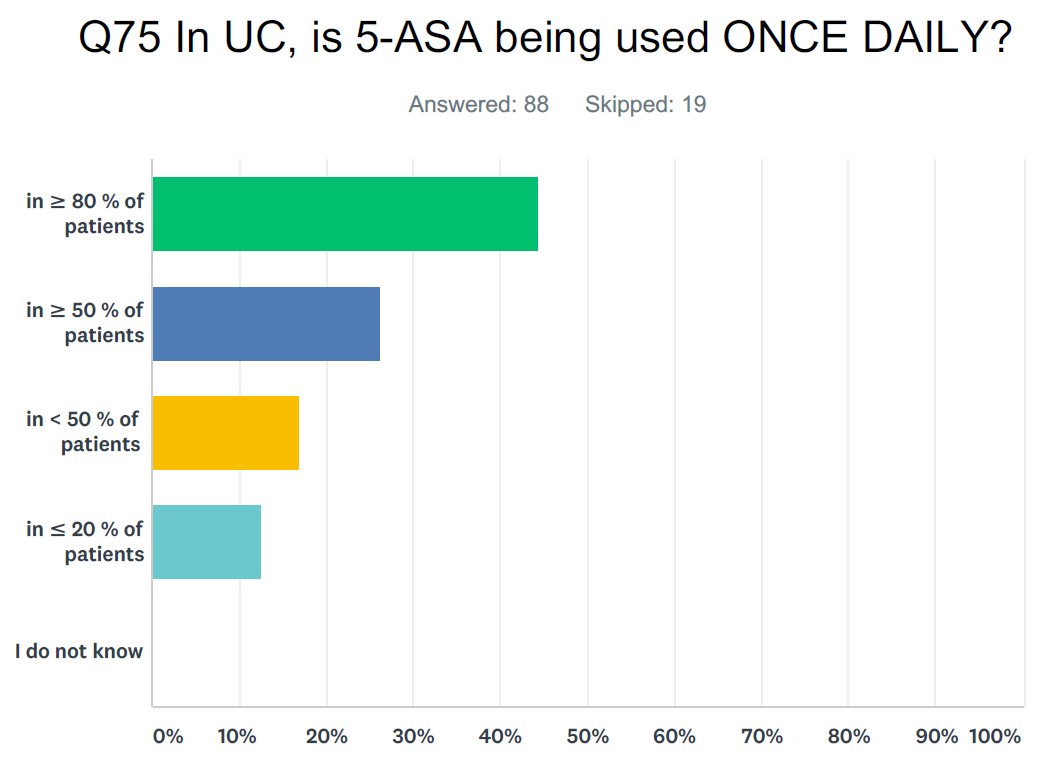 Q75 In UC, is 5-ASA being used ONCE DAILY?
Answered: 88 Skipped: 19
in ≥ 80 % of
patients
in ≥ 50 % of
patients
in < 50 % of
patients
in ≤ 20 % of
patients
I do not know
0% 10% 20% 30% 40% 50% 60% 70% 80% 90% 100%